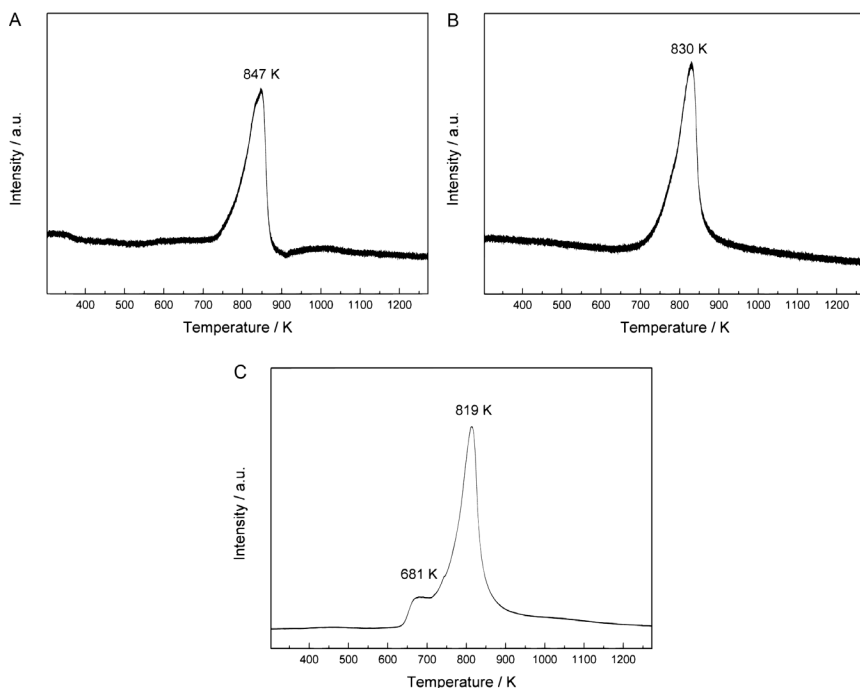 A
847 K
Intensity / a.u.
400 500 600 700 800 900 1000 1100 1200
Temperature / K
B
830 K
Intensity / a.u.
400 500 600 700 800 900 1000 1100 1200
Temperature / K
C
819 K
681 K
Intensity / a.u.
400 500 600 700 800 900 1000 1100 1200
Temperature / K